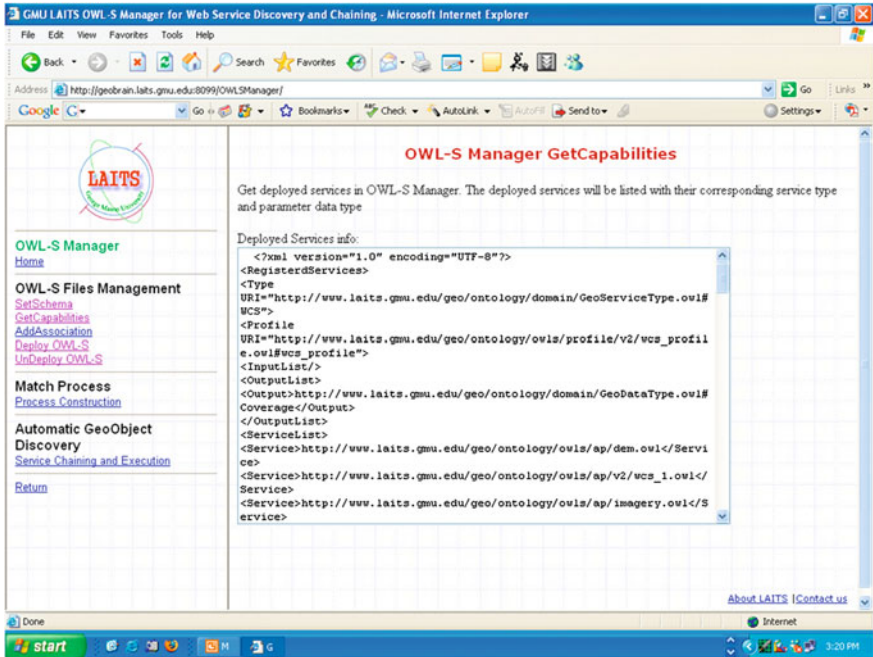 GMU LAITS OWL-S Manager for Web Service Discovery and Chaining - Microsoft Internet Explorer
File Edit View Favorites Tools Help
Back Search Favorites
Address http://geobrain.laits.gmu.edu:8099/OWLSManager/ Go Links »
Google G Go Bookmarks Check AutoLink AutoFill Send to Settings
LAITS
George Mason University
OWL-S Manager
Home
OWL-S Files Management
SetSchema
GetCapabilities
AddAssociation
Deploy OWL-S
UnDeploy OWL-S
Match Process
Process Construction
Automatic GeoObject
Discovery
Service Chaining and Execution
Return
OWL-S Manager GetCapabilities
Get deployed services in OWL-S Manager. The deployed services will be listed with their corresponding service type
and parameter data type
Deployed Services info:
<?xml version="1.0" encoding="UTF-8"?>
<RegisterdServices>
<Type
URI="http://www.laits.gmu.edu/geo/ontology/domain/GeoServiceType.owl#
WCS">
<Profile
URI="http://www.laits.gmu.edu/geo/ontology/owls/profile/v2/wcs_profil
e.owl#wcs_profile">
<InputList/>
<OutputList>
<Output>http://www.laits.gmu.edu/geo/ontology/domain/GeoDataType.owl#
Coverage</Output>
</OutputList>
<ServiceList>
<Service>http://www.laits.gmu.edu/geo/ontology/owls/ap/dem.owl</Servi
ce>
<Service>http://www.laits.gmu.edu/geo/ontology/owls/ap/v2/wcs_1.owl</
Service>
<Service>http://www.laits.gmu.edu/geo/ontology/owls/ap/imagery.owl</S
ervice>
About LAITS |Contact us
Done Internet
start M G 3:20 PM